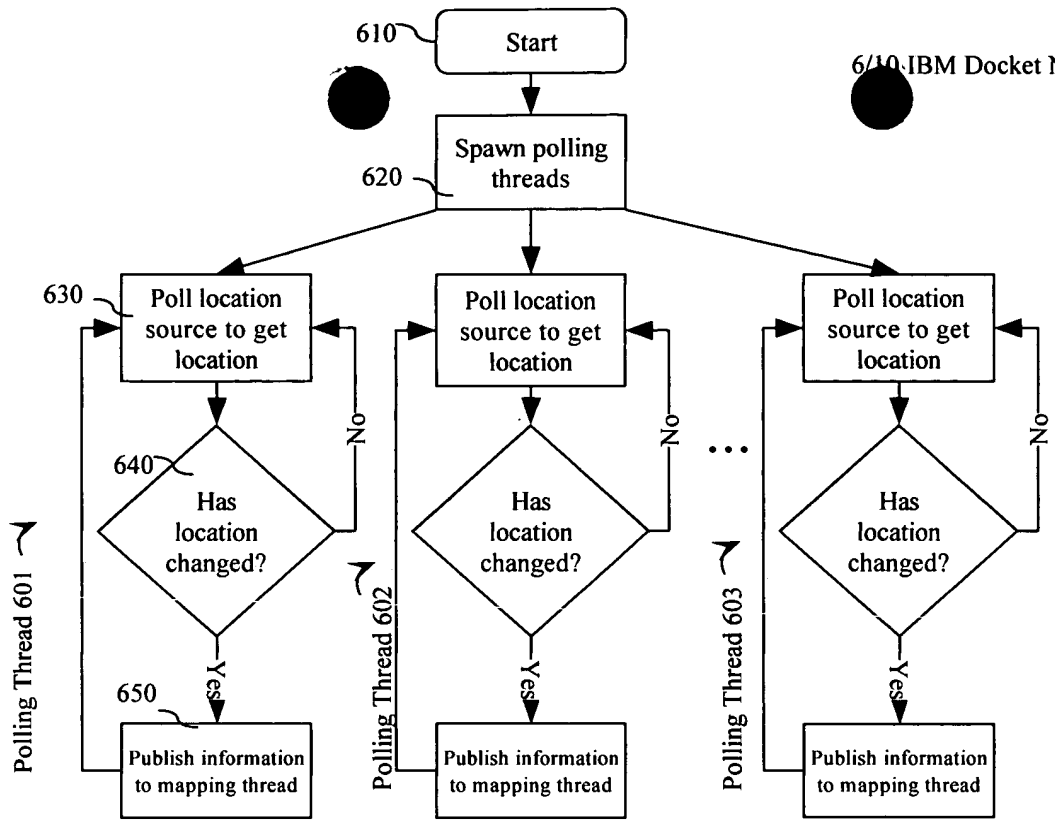 610
Start
6/10 IBM Docket N
Spawn polling
threads
620
630
Poll location
source to get
location
Poll location
source to get
location
Poll location
source to get
location
No
No
No
640
Has
location
changed?
Has
location
changed?
Has
location
changed?
...
Polling Thread 601
Polling Thread 602
Polling Thread 603
Yes
Yes
Yes
650
Publish information
to mapping thread
Publish information
to mapping thread
Publish information
to mapping thread